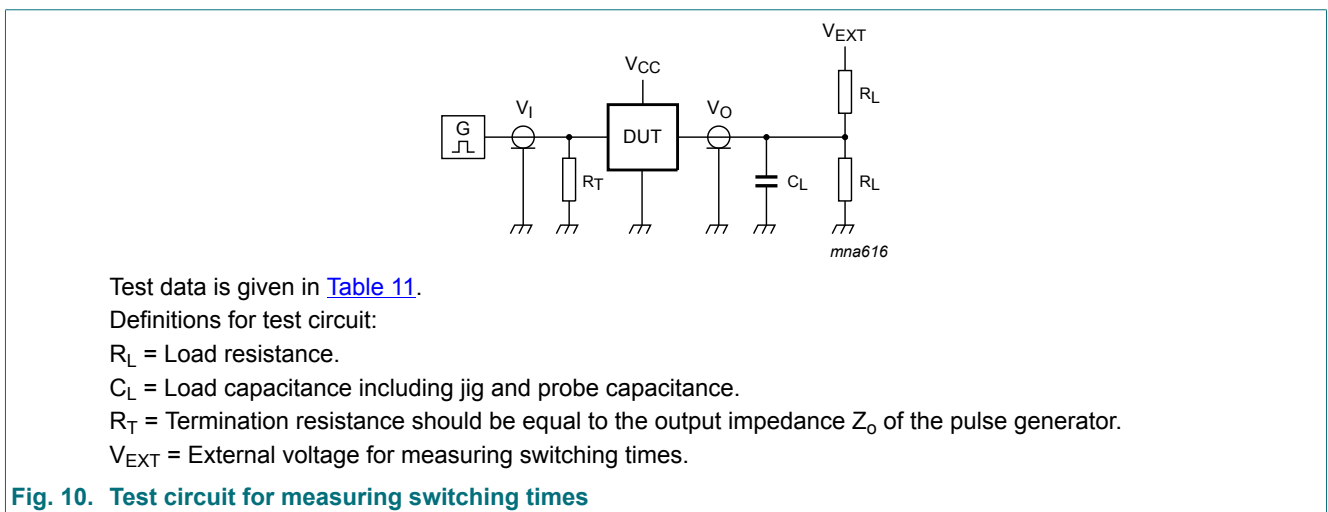 VEXT
RL
VCC
VI
VO
G
DUT
RT
CL
RL
mna616
Test data is given in Table 11.
Definitions for test circuit:
RL = Load resistance.
CL = Load capacitance including jig and probe capacitance.
RT = Termination resistance should be equal to the output impedance Zo of the pulse generator.
VEXT = External voltage for measuring switching times.
Fig. 10. Test circuit for measuring switching times